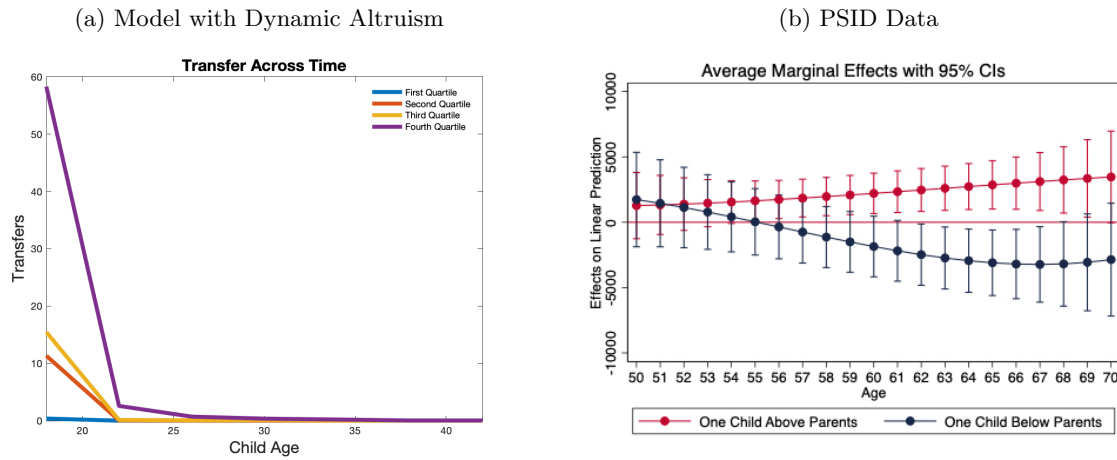 (a) Model with Dynamic Altruism
Transfer Across Time
60
50
40
30
20
10
0
Transfers
First Quartile
Second Quartile
Third Quartile
Fourth Quartile
20 25 30 35 40
Child Age
(b) PSID Data
Average Marginal Effects with 95% CIs
Effects on Linear Prediction
10000
5000
0
-5000
-10000
50 51 52 53 54 55 56 57 58 59 60 61 62 63 64 65 66 67 68 69 70
Age
One Child Above Parents One Child Below Parents